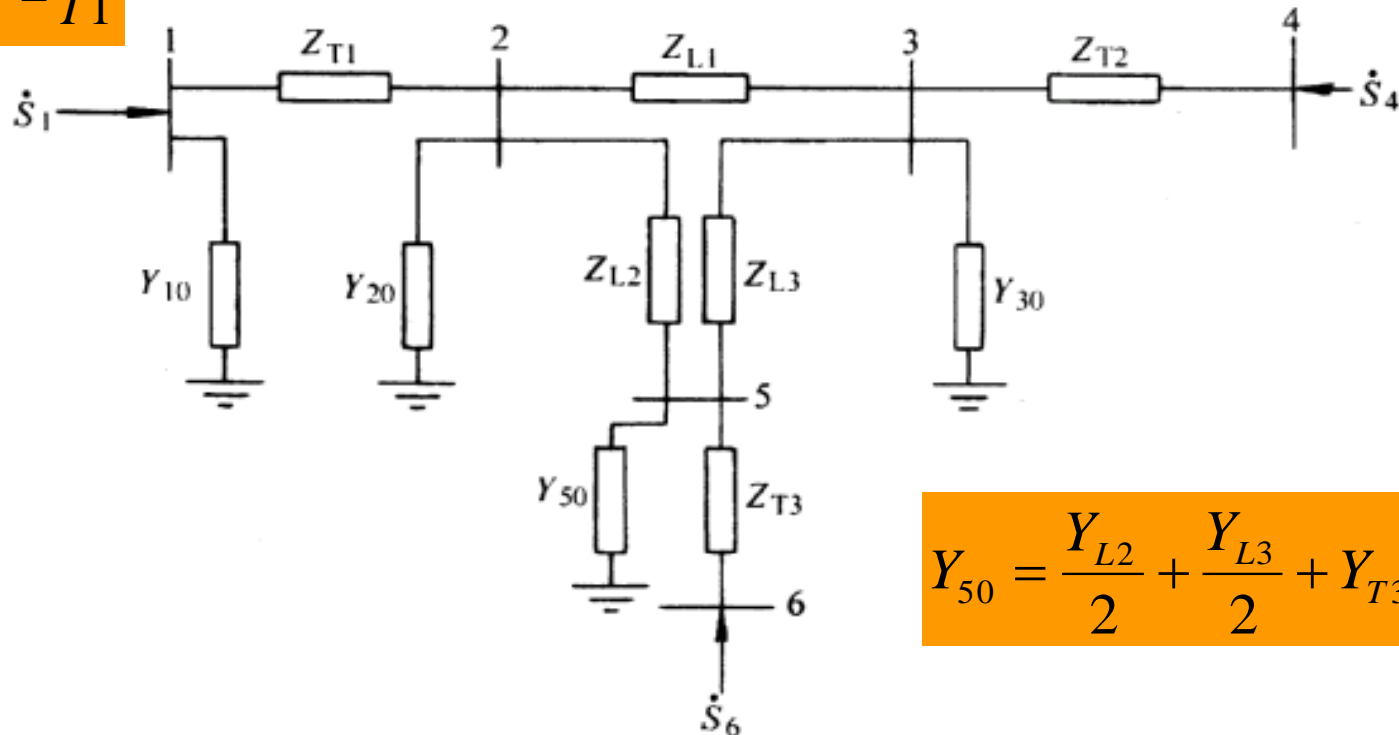 = T1
1
Z_T1
2
Z_L1
3
Z_T2
4
Ṡ_1
Ṡ_4
Y_10
Y_20
Z_L2
Z_L3
Y_30
5
Y_50
Z_T3
Y_50 = Y_L2/2 + Y_L3/2 + Y_T3
6
Ṡ_6